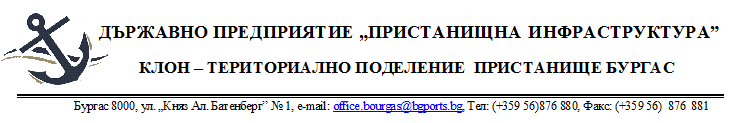 ДЪРЖАВНО ПРЕДПРИЯТИЕ „ПРИСТАНИЩНА ИНФРАСТРУКТУРА”
КЛОН – ТЕРИТОРИАЛНО ПОДЕЛЕНИЕ ПРИСТАНИЩЕ БУРГАС
Бургас 8000, ул. „Княз Ал. Батенберг” № 1, e-mail: office.bourgas@bgports.bg, Тел: (+359 56)876 880, Факс: (+359 56) 876 881